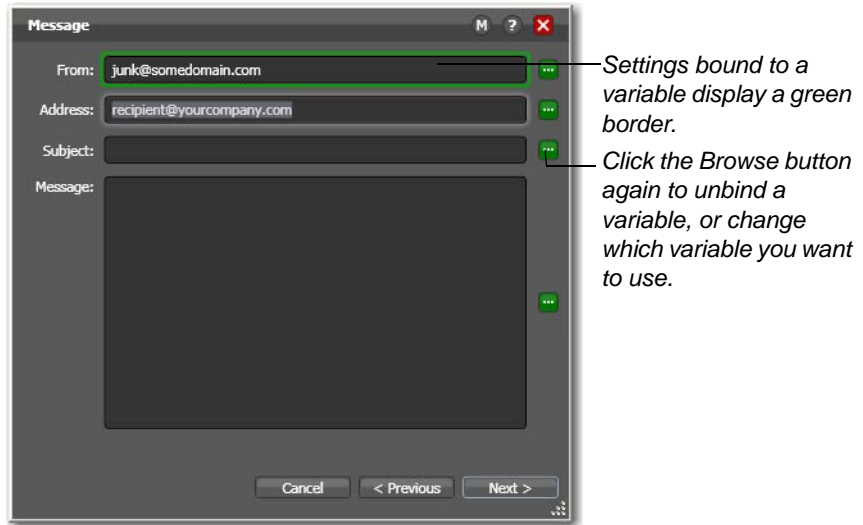 Message M ?
From: junk@somedomain.com ...
Address: recipient@yourcompany.com ...
Subject: ...
Message:
...
Cancel < Previous Next >
Settings bound to a
variable display a green
border.
Click the Browse button
again to unbind a
variable, or change
which variable you want
to use.